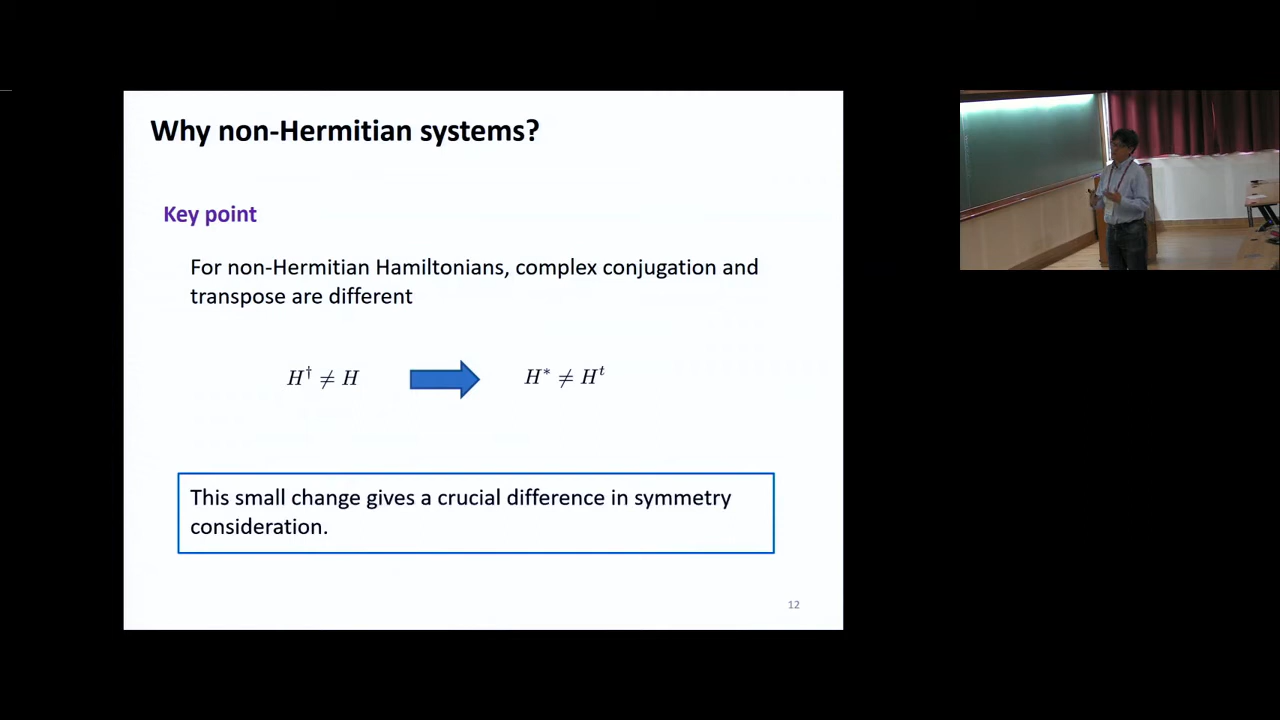 Why non-Hermitian systems?
Key point
For non-Hermitian Hamiltonians, complex conjugation and
transpose are different
H† ≠ H
H* ≠ Hᵗ
This small change gives a crucial difference in symmetry
consideration.
12